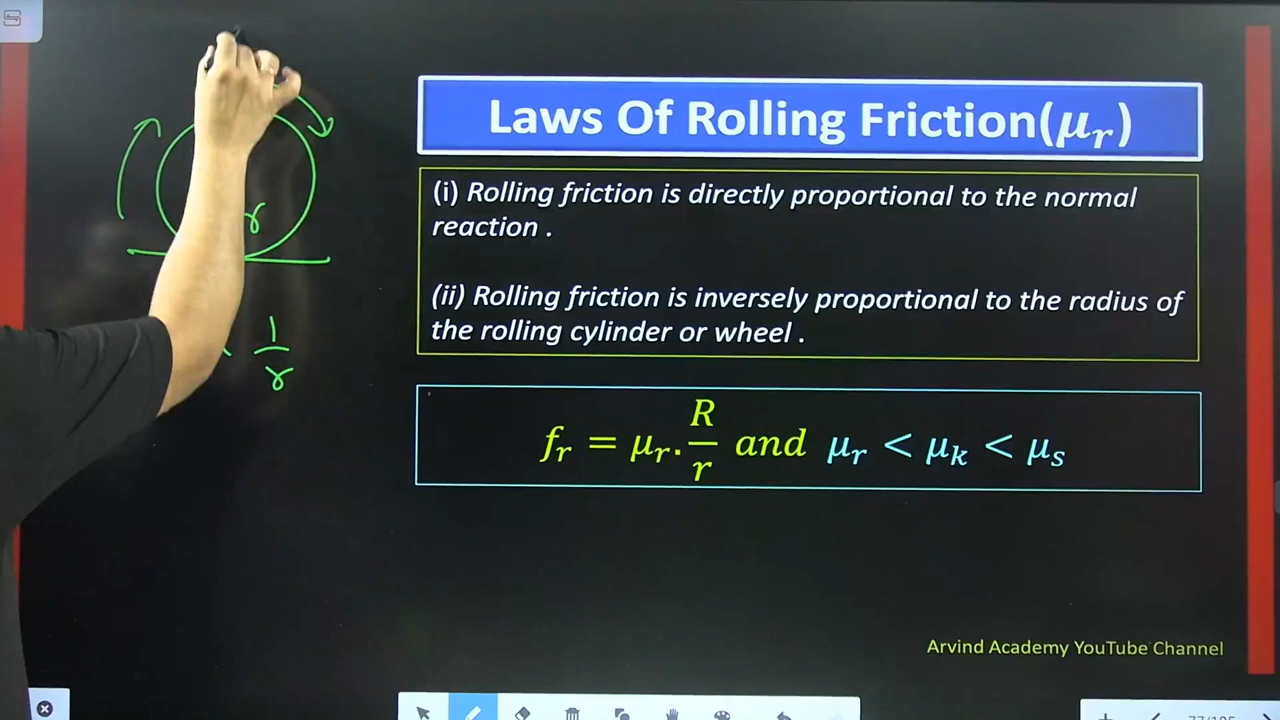 Laws Of Rolling Friction(μᵣ)
(i) Rolling friction is directly proportional to the normal
reaction .
(ii) Rolling friction is inversely proportional to the radius of
the rolling cylinder or wheel .
fᵣ = μᵣ. R/r and μᵣ < μₖ < μₛ
r
1/r
Arvind Academy YouTube Channel